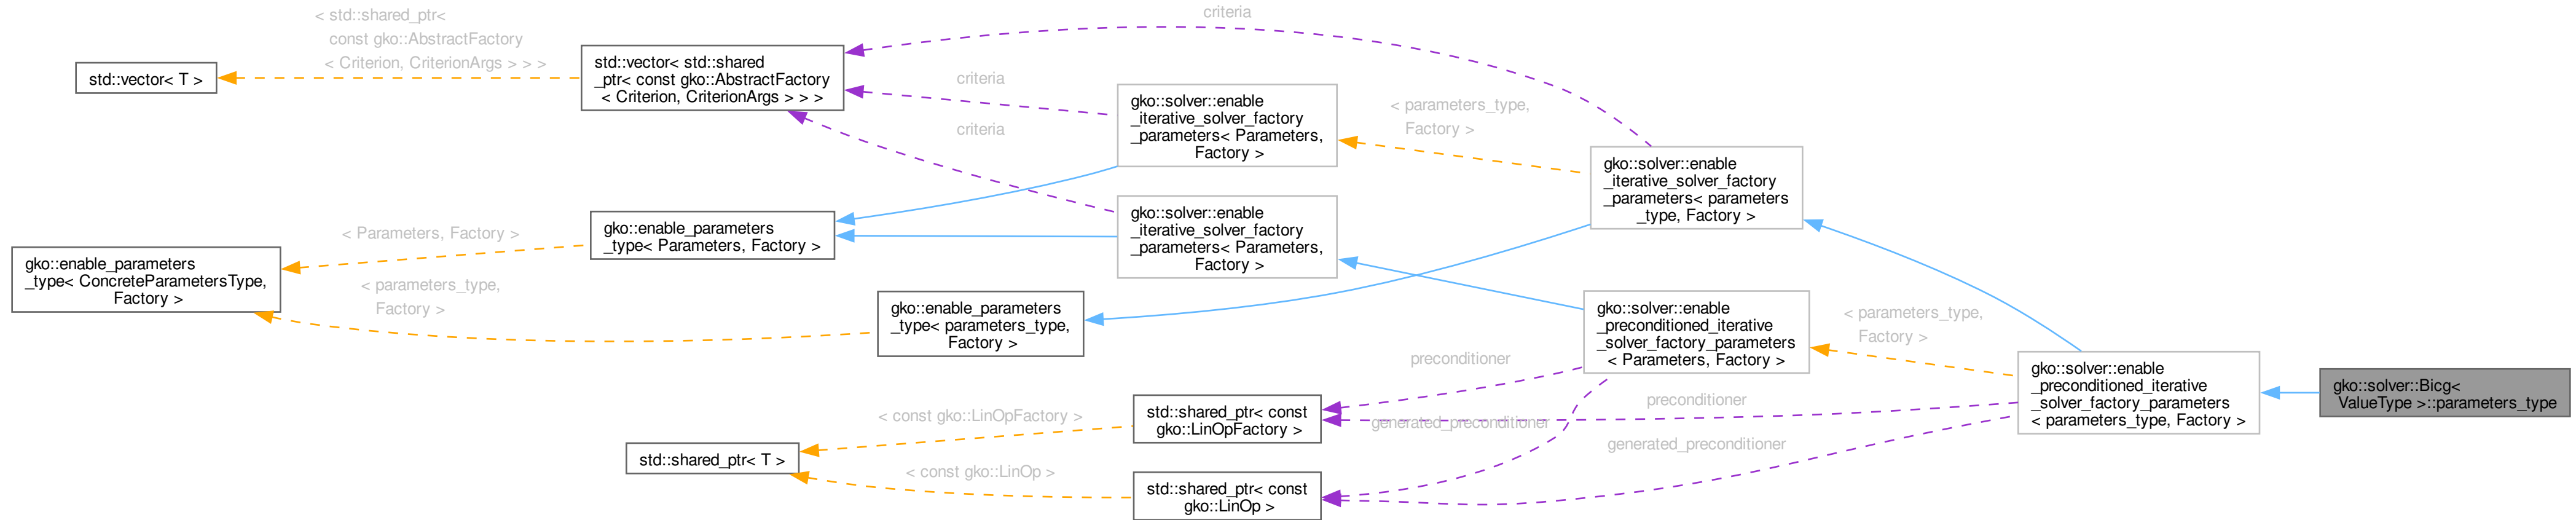 < std::shared_ptr<
const gko::AbstractFactory
< Criterion, CriterionArgs > > >
std::vector< T >
std::vector< std::shared
_ptr< const gko::AbstractFactory
< Criterion, CriterionArgs > > >
criteria
criteria
criteria
gko::solver::enable
_iterative_solver_factory
_parameters< Parameters,
Factory >
< parameters_type,
Factory >
gko::solver::enable
_iterative_solver_factory
_parameters< parameters
_type, Factory >
gko::solver::enable
_iterative_solver_factory
_parameters< Parameters,
Factory >
gko::enable_parameters
_type< Parameters, Factory >
< Parameters, Factory >
gko::enable_parameters
_type< ConcreteParametersType,
Factory >
< parameters_type,
Factory >
gko::enable_parameters
_type< parameters_type,
Factory >
gko::solver::enable
_preconditioned_iterative
_solver_factory_parameters
< Parameters, Factory >
< parameters_type,
Factory >
gko::solver::enable
_preconditioned_iterative
_solver_factory_parameters
< parameters_type, Factory >
gko::solver::Bicg<
ValueType >::parameters_type
preconditioner
preconditioner
generated_preconditioner
generated_preconditioner
std::shared_ptr< const
gko::LinOpFactory >
< const gko::LinOpFactory >
std::shared_ptr< T >
< const gko::LinOp >
std::shared_ptr< const
gko::LinOp >